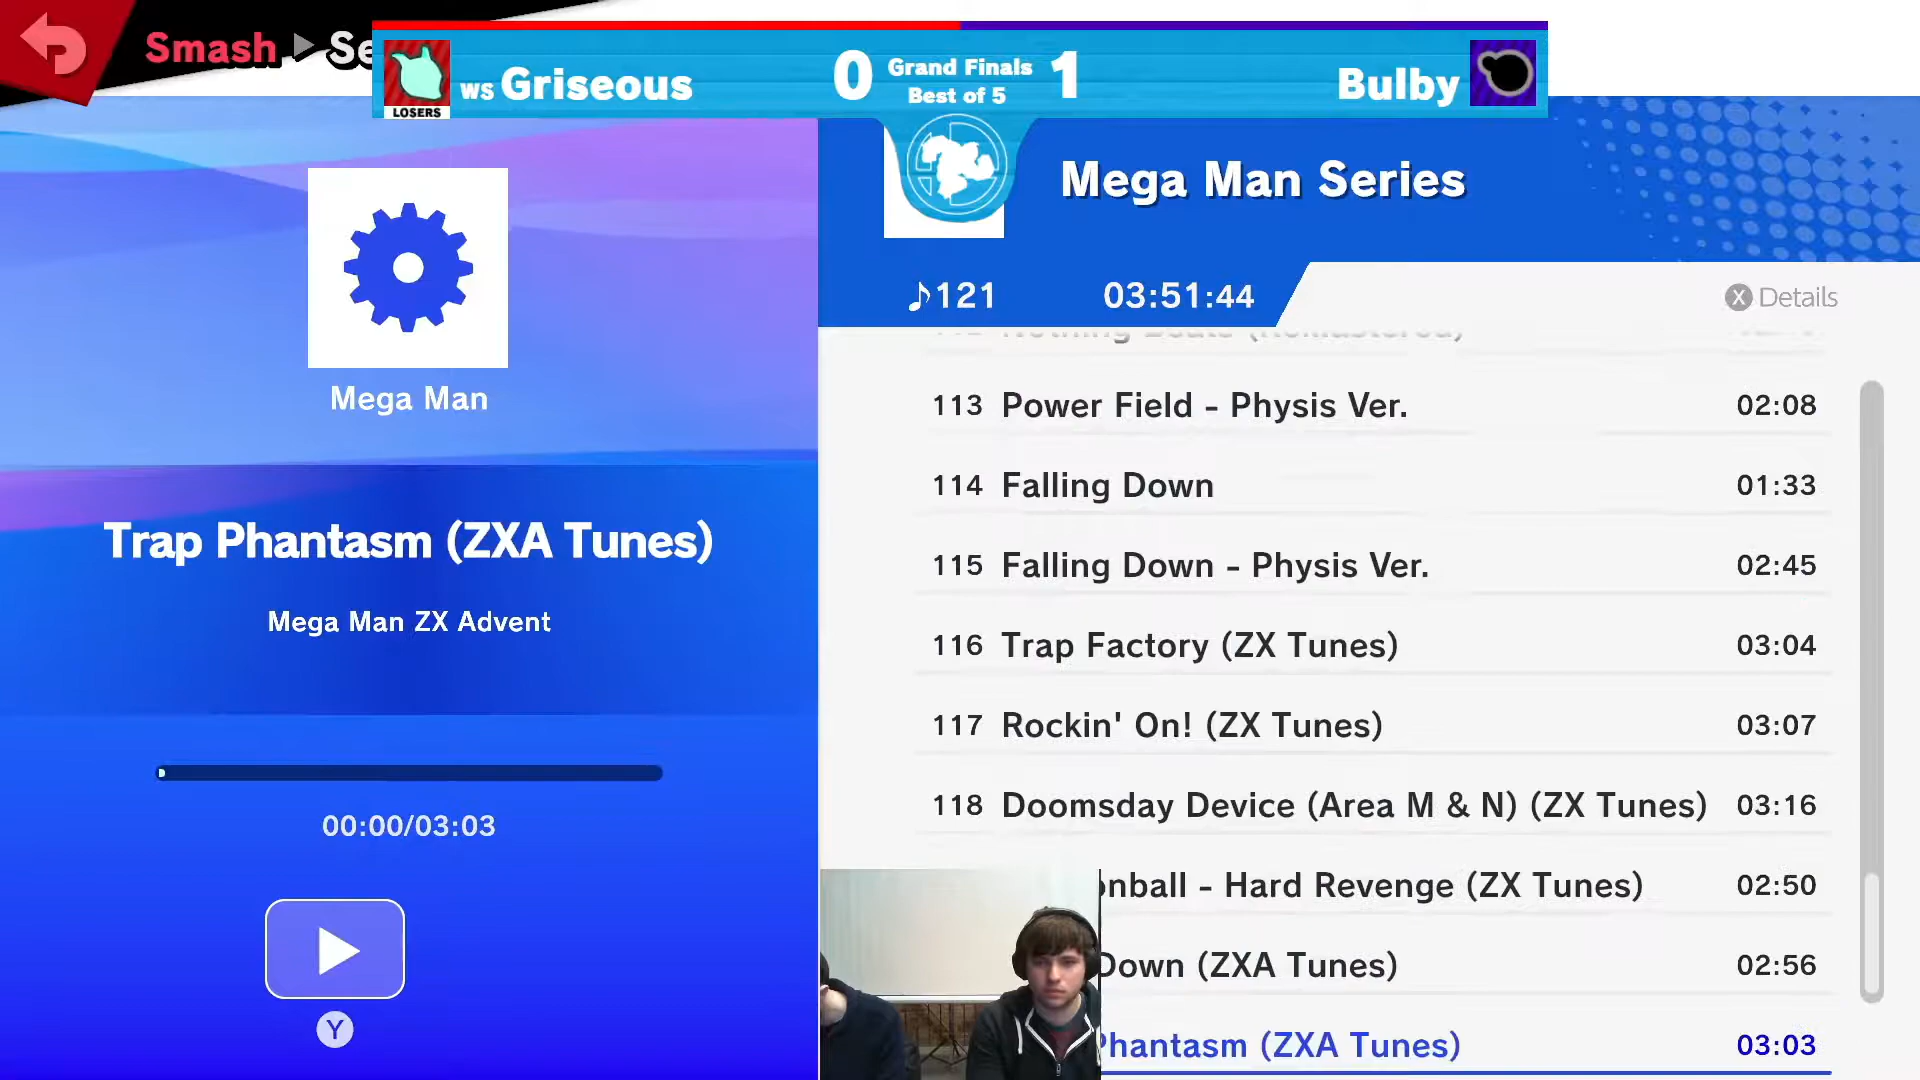 Smash ▶ Se
LOSERS
ws Griseous
0
Grand Finals
Best of 5
1
Bulby
Mega Man Series
♪121
03:51:44
X Details
Mega Man
Trap Phantasm (ZXA Tunes)
Mega Man ZX Advent
00:00/03:03
Y
113 Power Field - Physis Ver. 02:08
114 Falling Down 01:33
115 Falling Down - Physis Ver. 02:45
116 Trap Factory (ZX Tunes) 03:04
117 Rockin' On! (ZX Tunes) 03:07
118 Doomsday Device (Area M & N) (ZX Tunes) 03:16
onball - Hard Revenge (ZX Tunes) 02:50
Down (ZXA Tunes) 02:56
Phantasm (ZXA Tunes) 03:03